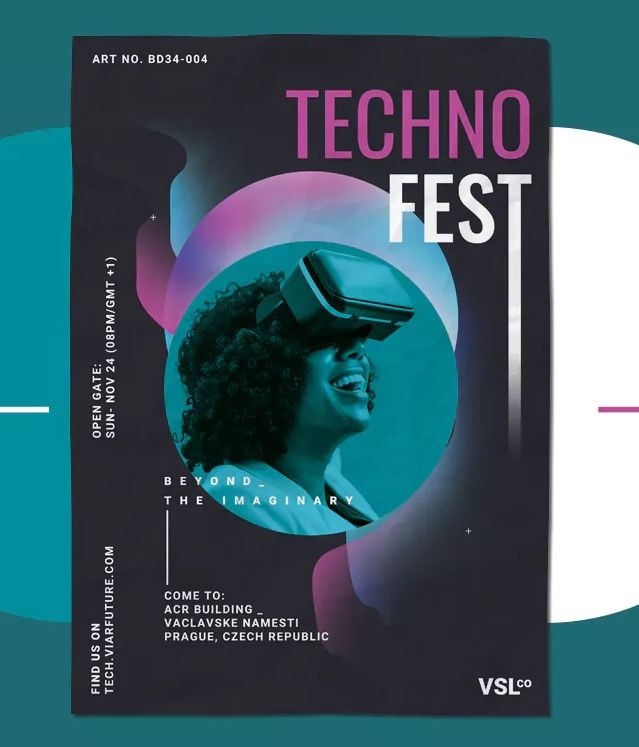 ART NO. BD34-004
TECHNO
FEST
OPEN GATE:
SUN- NOV 24 (08PM/GMT +1)
BEYOND_
THE IMAGINARY
COME TO:
ACR BUILDING _
VACLAVSKE NAMESTI
PRAGUE, CZECH REPUBLIC
FIND US ON
TECH.VIARFUTURE.COM
VSLco